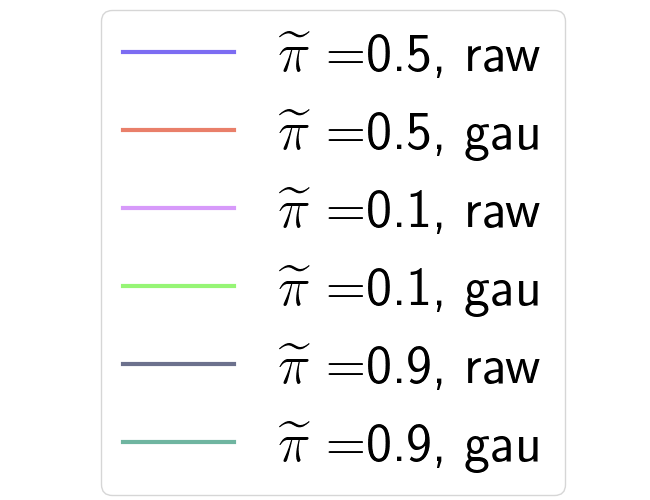 π̃ =0.5, raw
π̃ =0.5, gau
π̃ =0.1, raw
π̃ =0.1, gau
π̃ =0.9, raw
π̃ =0.9, gau